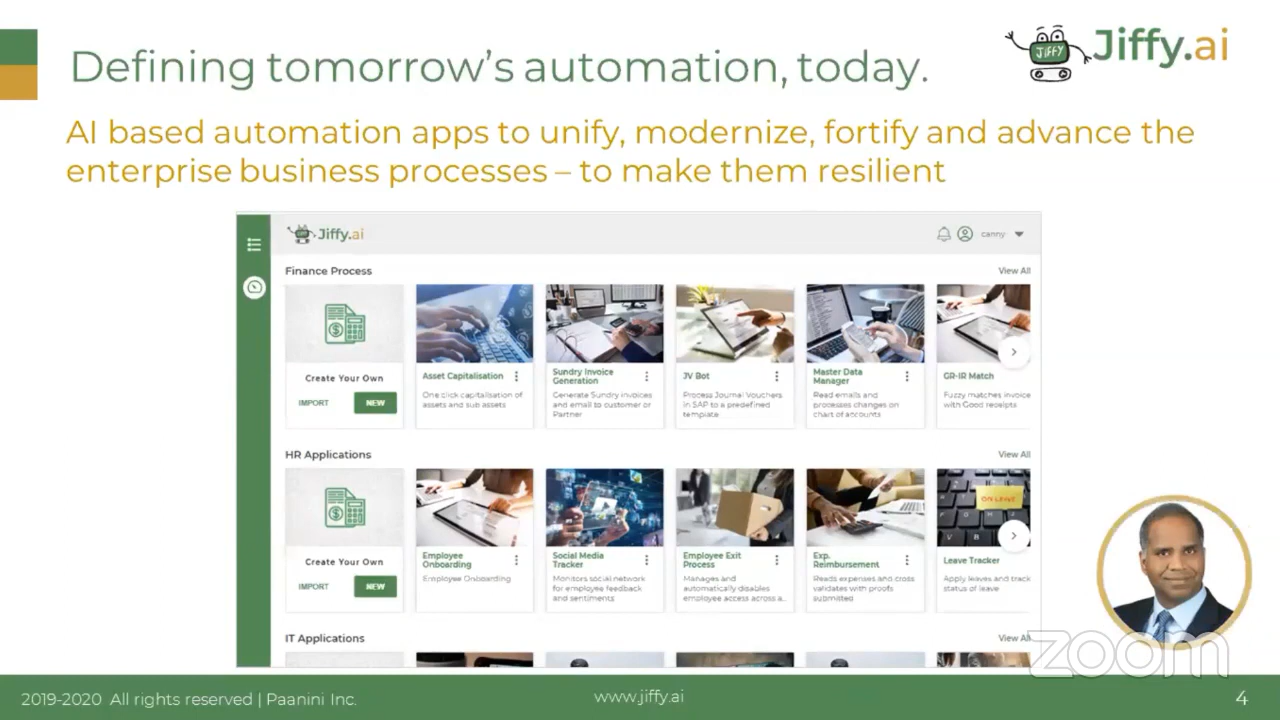 Defining tomorrow's automation, today.
JIFFY
Jiffy.ai
AI based automation apps to unify, modernize, fortify and advance the
enterprise business processes – to make them resilient
Jiffy.ai
canny
Finance Process
View All
Create Your Own
IMPORT
NEW
Asset Capitalisation
One click capitalisation of
assets and sub assets
Sundry Invoice
Generation
Generate Sundry invoices
and email to customer or
Partner
JV Bot
Process Journal Vouchers
in SAP to a predefined
template
Master Data
Manager
Read emails and
processes changes on
chart of accounts
GR-IR Match
Fuzzy matches invoice
with Good receipts
HR Applications
View All
Create Your Own
IMPORT
NEW
Employee
Onboarding
Employee Onboarding
Social Media
Tracker
Monitors social network
for employee feedback
and sentiments
Employee Exit
Process
Manages and
automatically disables
employee access across a...
Exp.
Reimbursement
Reads expenses and cross
validates with proofs
submitted
ON LEAVE
Leave Tracker
Apply leaves and track
status of leave
IT Applications
View All
zoom
2019-2020 All rights reserved | Paanini Inc.
www.jiffy.ai
4